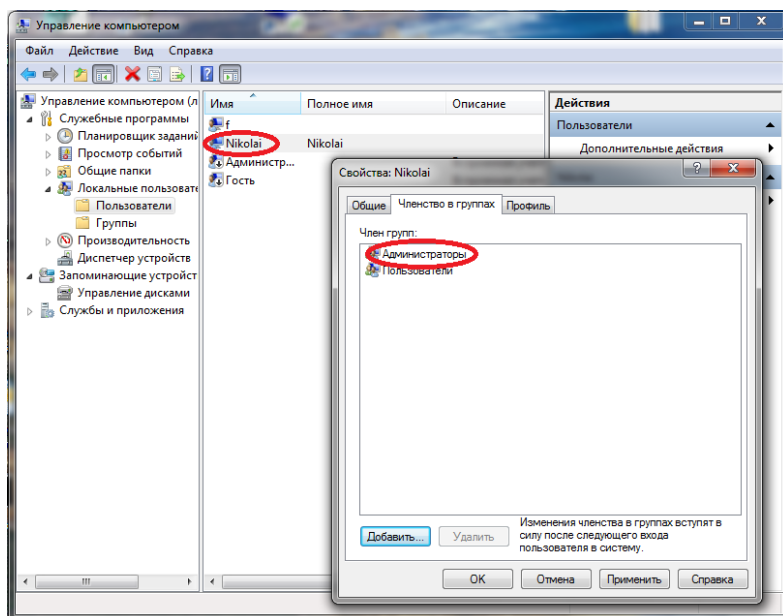 Управление компьютером
Файл Действие Вид Справка
Управление компьютером (л
Служебные программы
Планировщик заданий
Просмотр событий
Общие папки
Локальные пользовате
Пользователи
Группы
Производительность
Диспетчер устройств
Запоминающие устройст
Управление дисками
Службы и приложения
Имя Полное имя Описание
f
Nikolai Nikolai
Администр...
Гость
Действия
Пользователи
Дополнительные действия
Свойства: Nikolai
Общие Членство в группах Профиль
Член групп:
Администраторы
Пользователи
Добавить... Удалить
Изменения членства в группах вступят в
силу после следующего входа
пользователя в систему.
OK Отмена Применить Справка